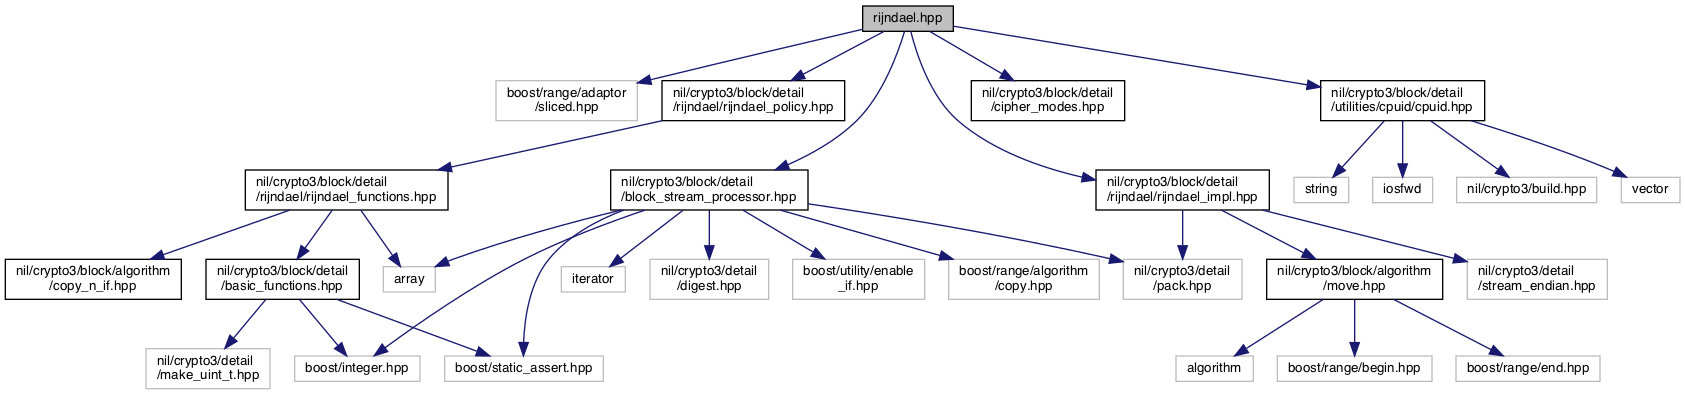 rijndael.hpp
boost/range/adaptor
/sliced.hpp
nil/crypto3/block/detail
/rijndael/rijndael_policy.hpp
nil/crypto3/block/detail
/cipher_modes.hpp
nil/crypto3/block/detail
/utilities/cpuid/cpuid.hpp
nil/crypto3/block/detail
/rijndael/rijndael_functions.hpp
nil/crypto3/block/detail
/block_stream_processor.hpp
nil/crypto3/block/detail
/rijndael/rijndael_impl.hpp
string
iosfwd
nil/crypto3/build.hpp
vector
nil/crypto3/block/algorithm
/copy_n_if.hpp
nil/crypto3/block/detail
/basic_functions.hpp
array
iterator
nil/crypto3/detail
/digest.hpp
boost/utility/enable
_if.hpp
boost/range/algorithm
/copy.hpp
nil/crypto3/detail
/pack.hpp
nil/crypto3/block/algorithm
/move.hpp
nil/crypto3/detail
/stream_endian.hpp
nil/crypto3/detail
/make_uint_t.hpp
boost/integer.hpp
boost/static_assert.hpp
algorithm
boost/range/begin.hpp
boost/range/end.hpp